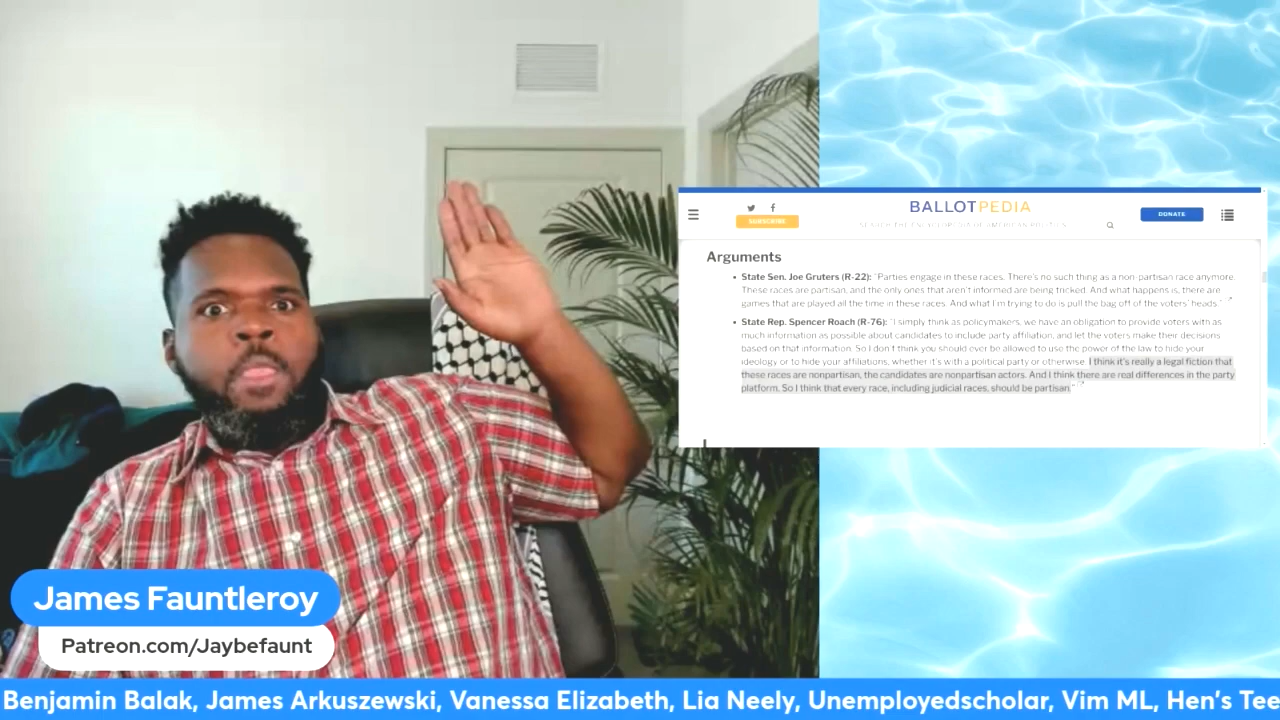 BALLOTPEDIA
SUBSCRIBE
SEARCH THE ENCYCLOPEDIA OF AMERICAN POLITICS
DONATE
Arguments
State Sen. Joe Gruters (R-22): "Parties engage in these races. There's no such thing as a non-partisan race anymore.
These races are partisan, and the only ones that aren't informed are being tricked. And what happens is, there are
games that are played all the time in these races. And what I'm trying to do is pull the bag off of the voters' heads."
State Rep. Spencer Roach (R-76): "I simply think as policymakers, we have an obligation to provide voters with as
much information as possible about candidates to include party affiliation, and let the voters make their decisions
based on that information. So I don't think you should ever be allowed to use the power of the law to hide your
ideology or to hide your affiliations, whether it's with a political party or otherwise. I think it's really a legal fiction that
these races are nonpartisan, the candidates are nonpartisan actors. And I think there are real differences in the party
platform. So I think that every race, including judicial races, should be partisan."
James Fauntleroy
Patreon.com/Jaybefaunt
Benjamin Balak, James Arkuszewski, Vanessa Elizabeth, Lia Neely, Unemployedscholar, Vim ML, Hen's Tee